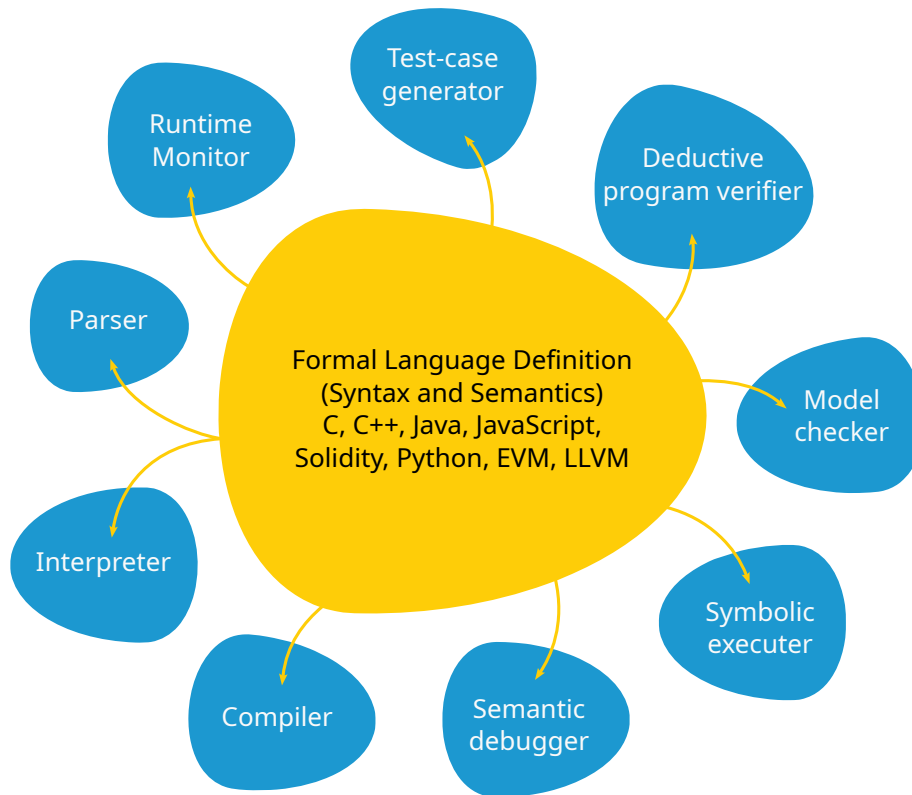 Test-case
generator
Runtime
Monitor
Deductive
program verifier
Parser
Formal Language Definition
(Syntax and Semantics)
C, C++, Java, JavaScript,
Solidity, Python, EVM, LLVM
Model
checker
Interpreter
Symbolic
executer
Compiler
Semantic
debugger